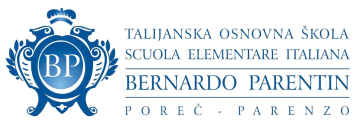 BP
TALIJANSKA OSNOVNA ŠKOLA
SCUOLA ELEMENTARE ITALIANA
BERNARDO PARENTIN
POREČ - PARENZO